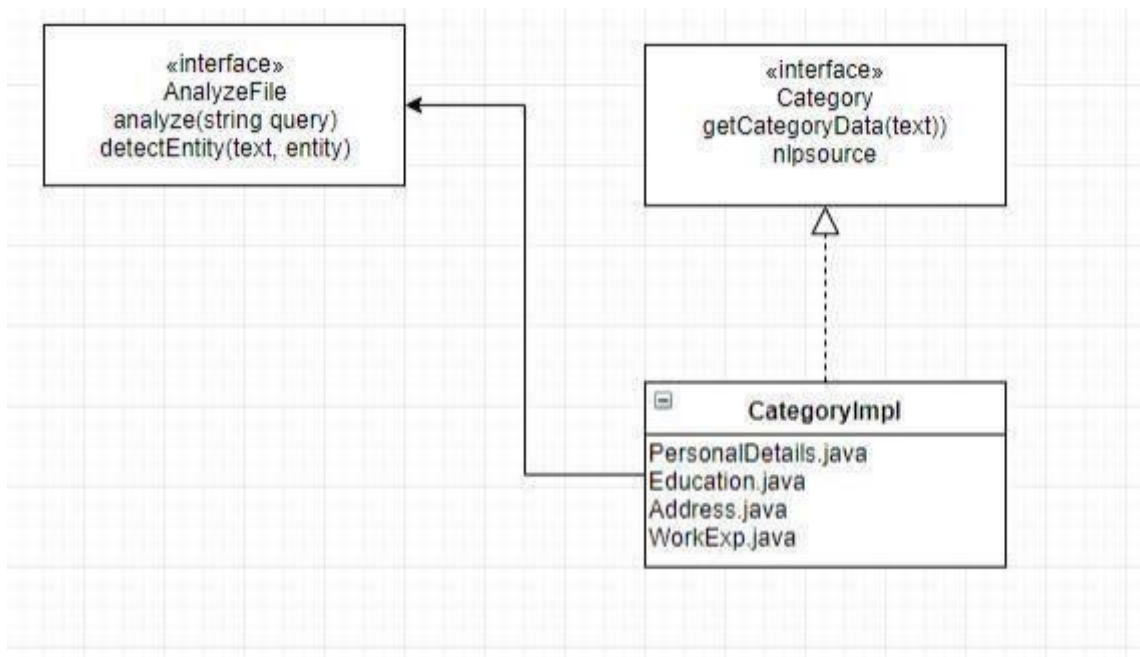 «interface»
AnalyzeFile
analyze(string query)
detectEntity(text, entity)
«interface»
Category
getCategoryData(text))
nlpsource
CategoryImpl
PersonalDetails.java
Education.java
Address.java
WorkExp.java